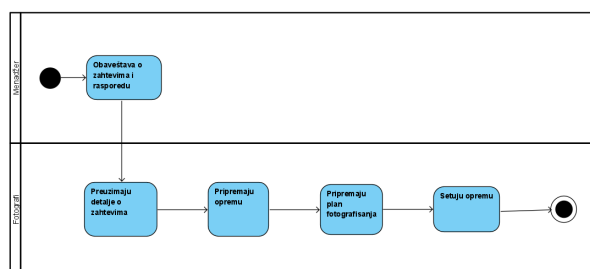 Menadžer
Obaveštava o
zahtevima i
rasporedu
Fotografi
Preuzimaju
detalje o
zahtevima
Pripremaju
opremu
Pripremaju
plan
fotografisanja
Setuju opremu